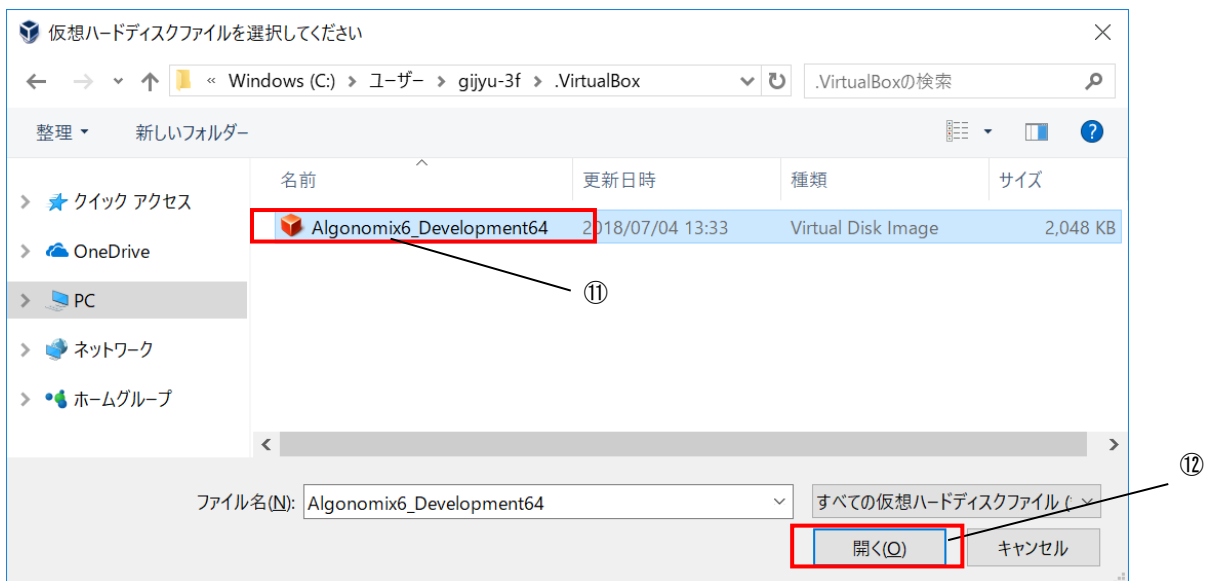 仮想ハードディスクファイルを選択してください
« Windows (C:) › ユーザー › gijyu-3f › .VirtualBox
.VirtualBoxの検索
整理 新しいフォルダー
名前 更新日時 種類 サイズ
クイック アクセス
Algonomix6_Development64 2018/07/04 13:33 Virtual Disk Image 2,048 KB
OneDrive
⑪
PC
ネットワーク
ホームグループ
⑫
ファイル名(N): Algonomix6_Development64 すべての仮想ハードディスクファイル (
開く(O) キャンセル